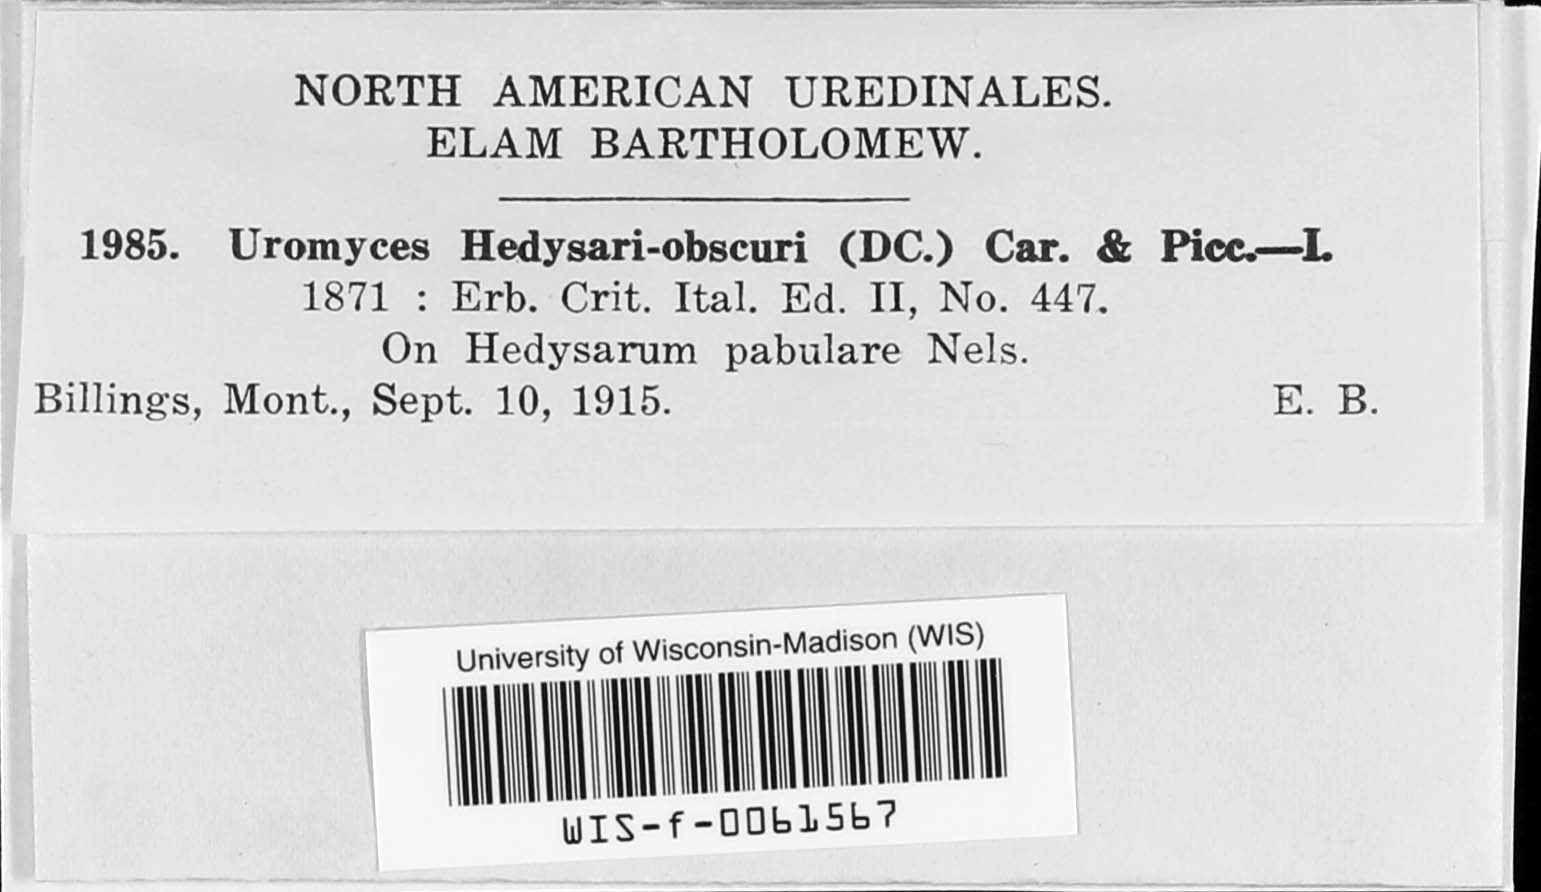 NORTH AMERICAN UREDINALES.
ELAM BARTHOLOMEW.
1985. Uromyces Hedysari-obscuri (DC.) Car. & Picc.—I.
1871 : Erb. Crit. Ital. Ed. II, No. 447.
On Hedysarum pabulare Nels.
Billings, Mont., Sept. 10, 1915. E. B.
University of Wisconsin-Madison (WIS)
WIS-f-0061567